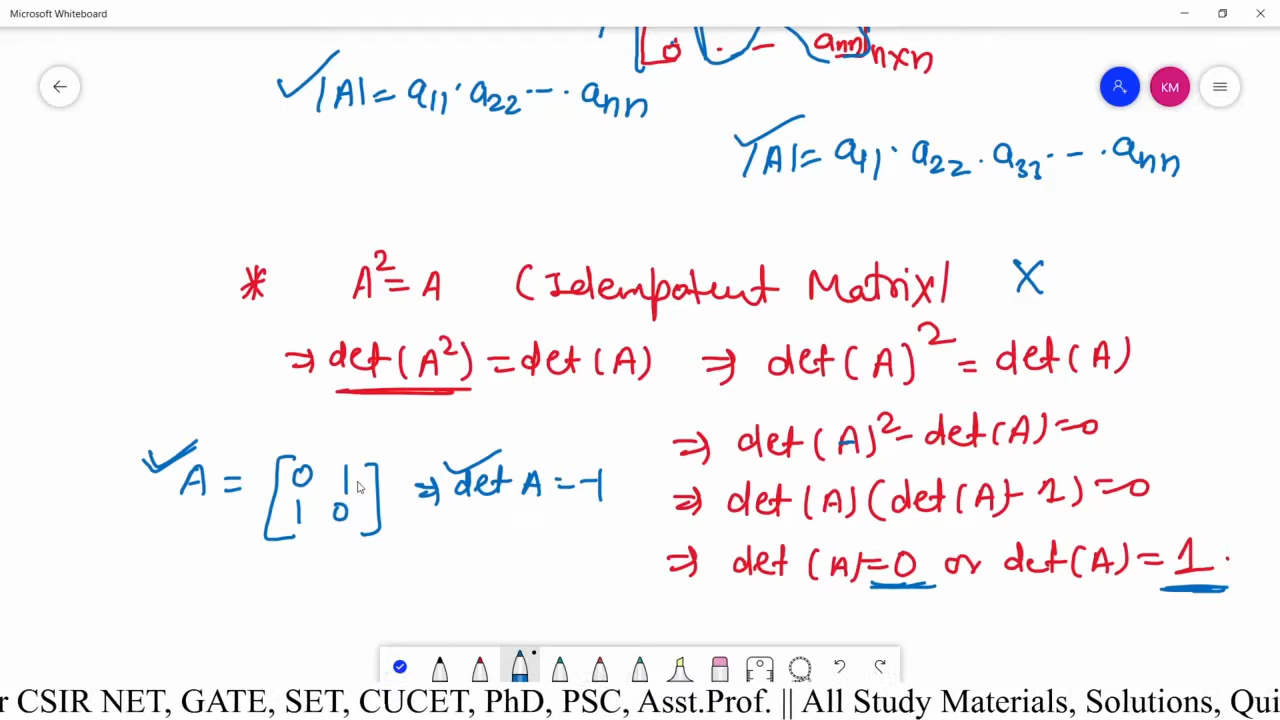 Microsoft Whiteboard
[0 . - ann]n×n
|A| = a11 · a22 --- · ann
|A| = a11 · a22 . a33 · -- · ann
KM
* A² = A (Idempotent Matrix) X
⇒ det(A²) = det(A) ⇒ det(A)² = det(A)
⇒ det(A)² - det(A) = 0
A = [0 1
1 0] ⇒ det A = -1
⇒ det(A)(det(A) - 1) = 0
⇒ det(A) = 0 or det(A) = 1.
r CSIR NET, GATE, SET, CUCET, PhD, PSC, Asst.Prof. || All Study Materials, Solutions, Qui